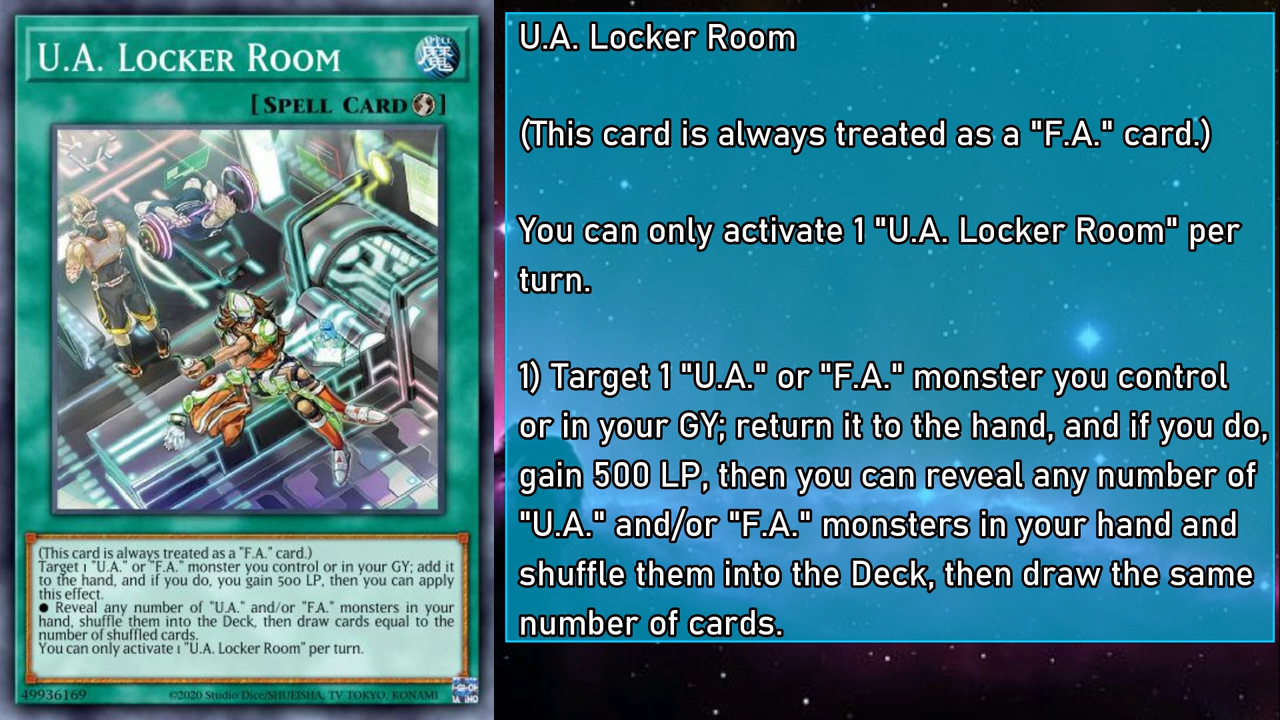 U.A. LOCKER ROOM
SPELL
魔
[SPELL CARD]
(This card is always treated as a "F.A." card.)
Target 1 "U.A." or "F.A." monster you control or in your GY; add it
to the hand, and if you do, you gain 500 LP, then you can apply
this effect.
● Reveal any number of "U.A." and/or "F.A." monsters in your
hand, shuffle them into the Deck, then draw cards equal to the
number of shuffled cards.
You can only activate 1 "U.A. Locker Room" per turn.
49936169
©2020 Studio Dice/SHUEISHA, TV TOKYO, KONAMI
U.A. Locker Room
(This card is always treated as a "F.A." card.)
You can only activate 1 "U.A. Locker Room" per
turn.
1) Target 1 "U.A." or "F.A." monster you control
or in your GY; return it to the hand, and if you do,
gain 500 LP, then you can reveal any number of
"U.A." and/or "F.A." monsters in your hand and
shuffle them into the Deck, then draw the same
number of cards.